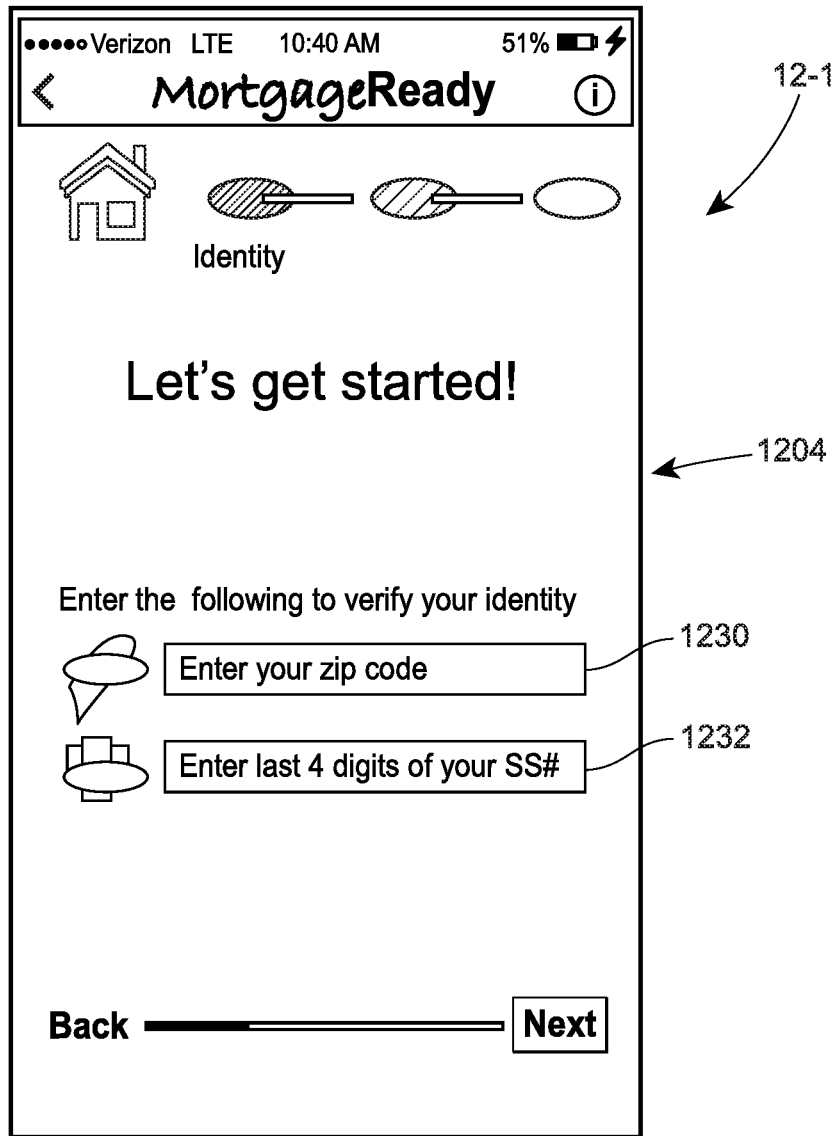 Verizon LTE 10:40 AM 51%
MortgageReady i
12-1
Identity
Let's get started!
1204
Enter the following to verify your identity
Enter your zip code
1230
Enter last 4 digits of your SS#
1232
Back Next